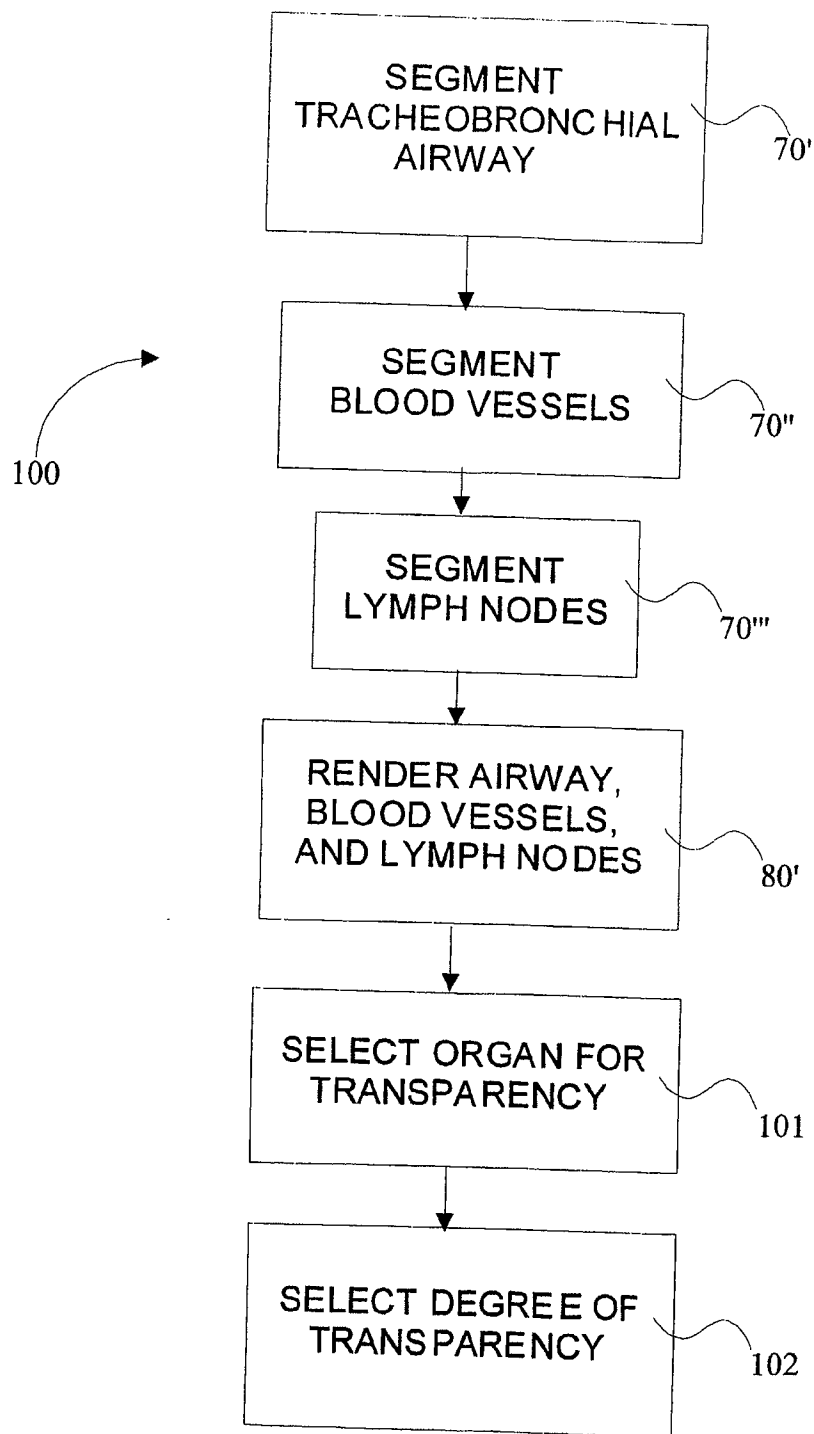 SEGMENT
TRACHEOBRONCHIAL
AIRWAY
70'
SEGMENT
BLOOD VESSELS
70"
100
SEGMENT
LYMPH NODES
70'''
RENDER AIRWAY,
BLOOD VESSELS,
AND LYMPH NODES
80'
SELECT ORGAN FOR
TRANSPARENCY
101
SELECT DEGREE OF
TRANSPARENCY
102